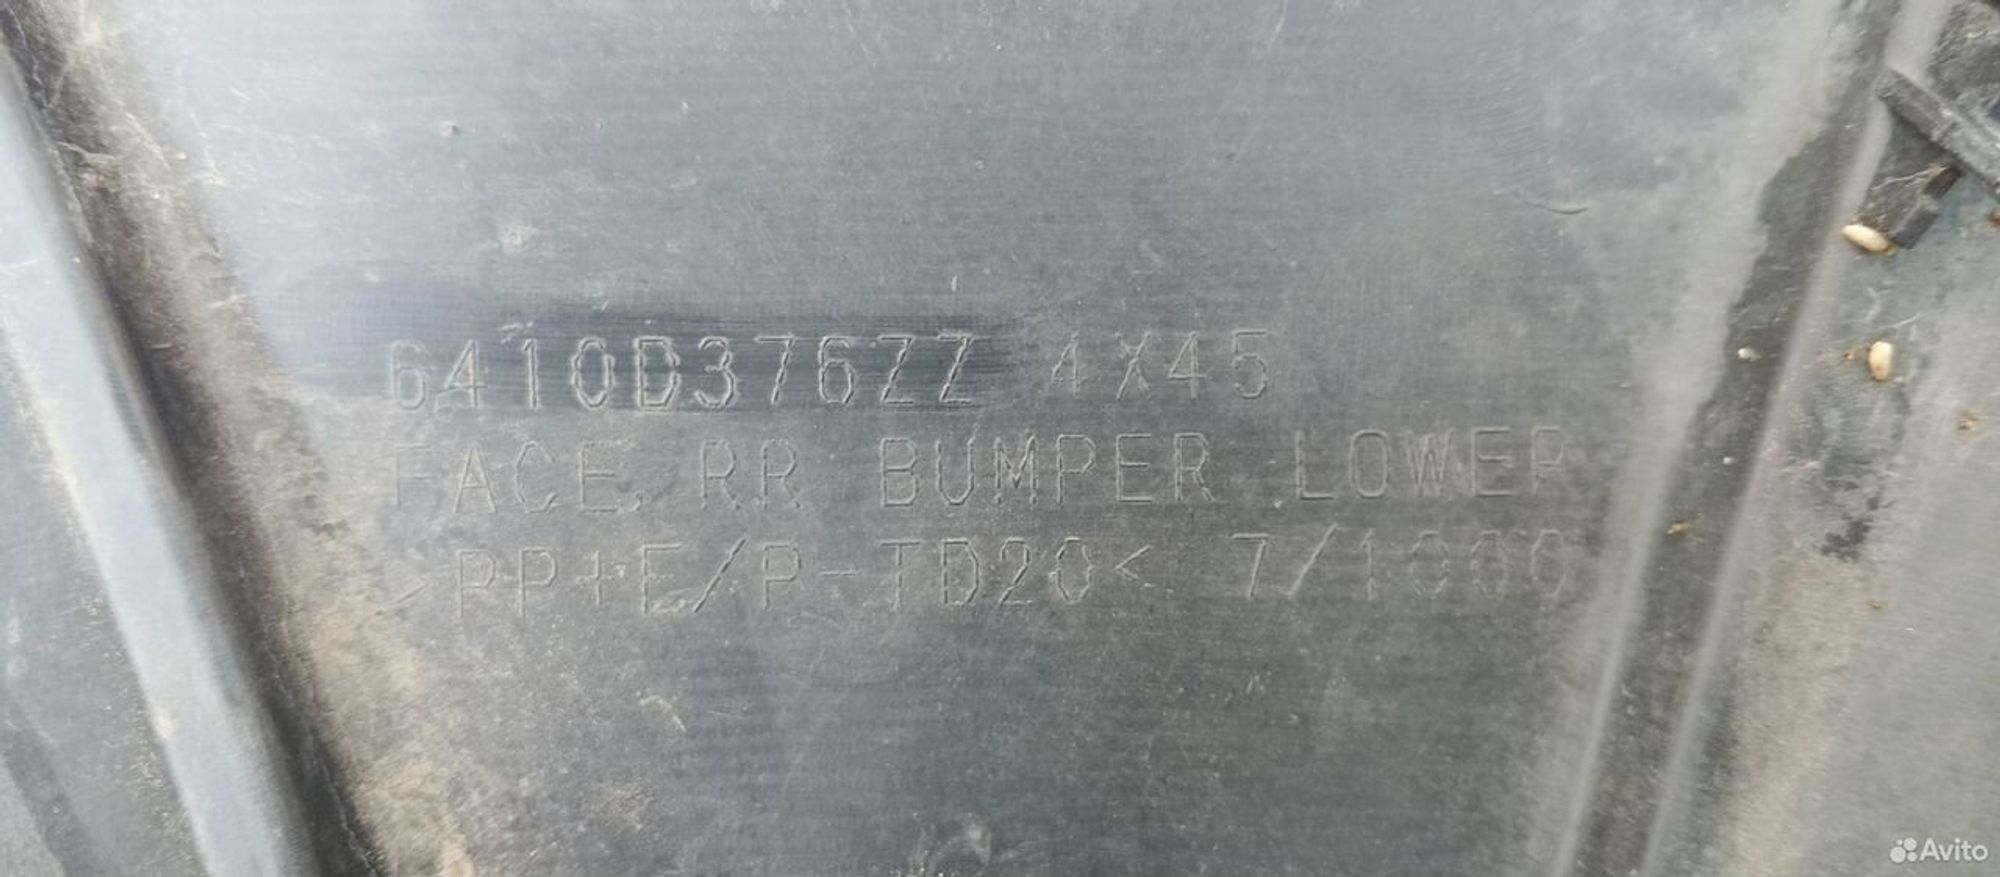 6410D376ZZ 4X45
FACE, RR BUMPER LOWER
>PP+E/P-TD20< 7/1000
Avito